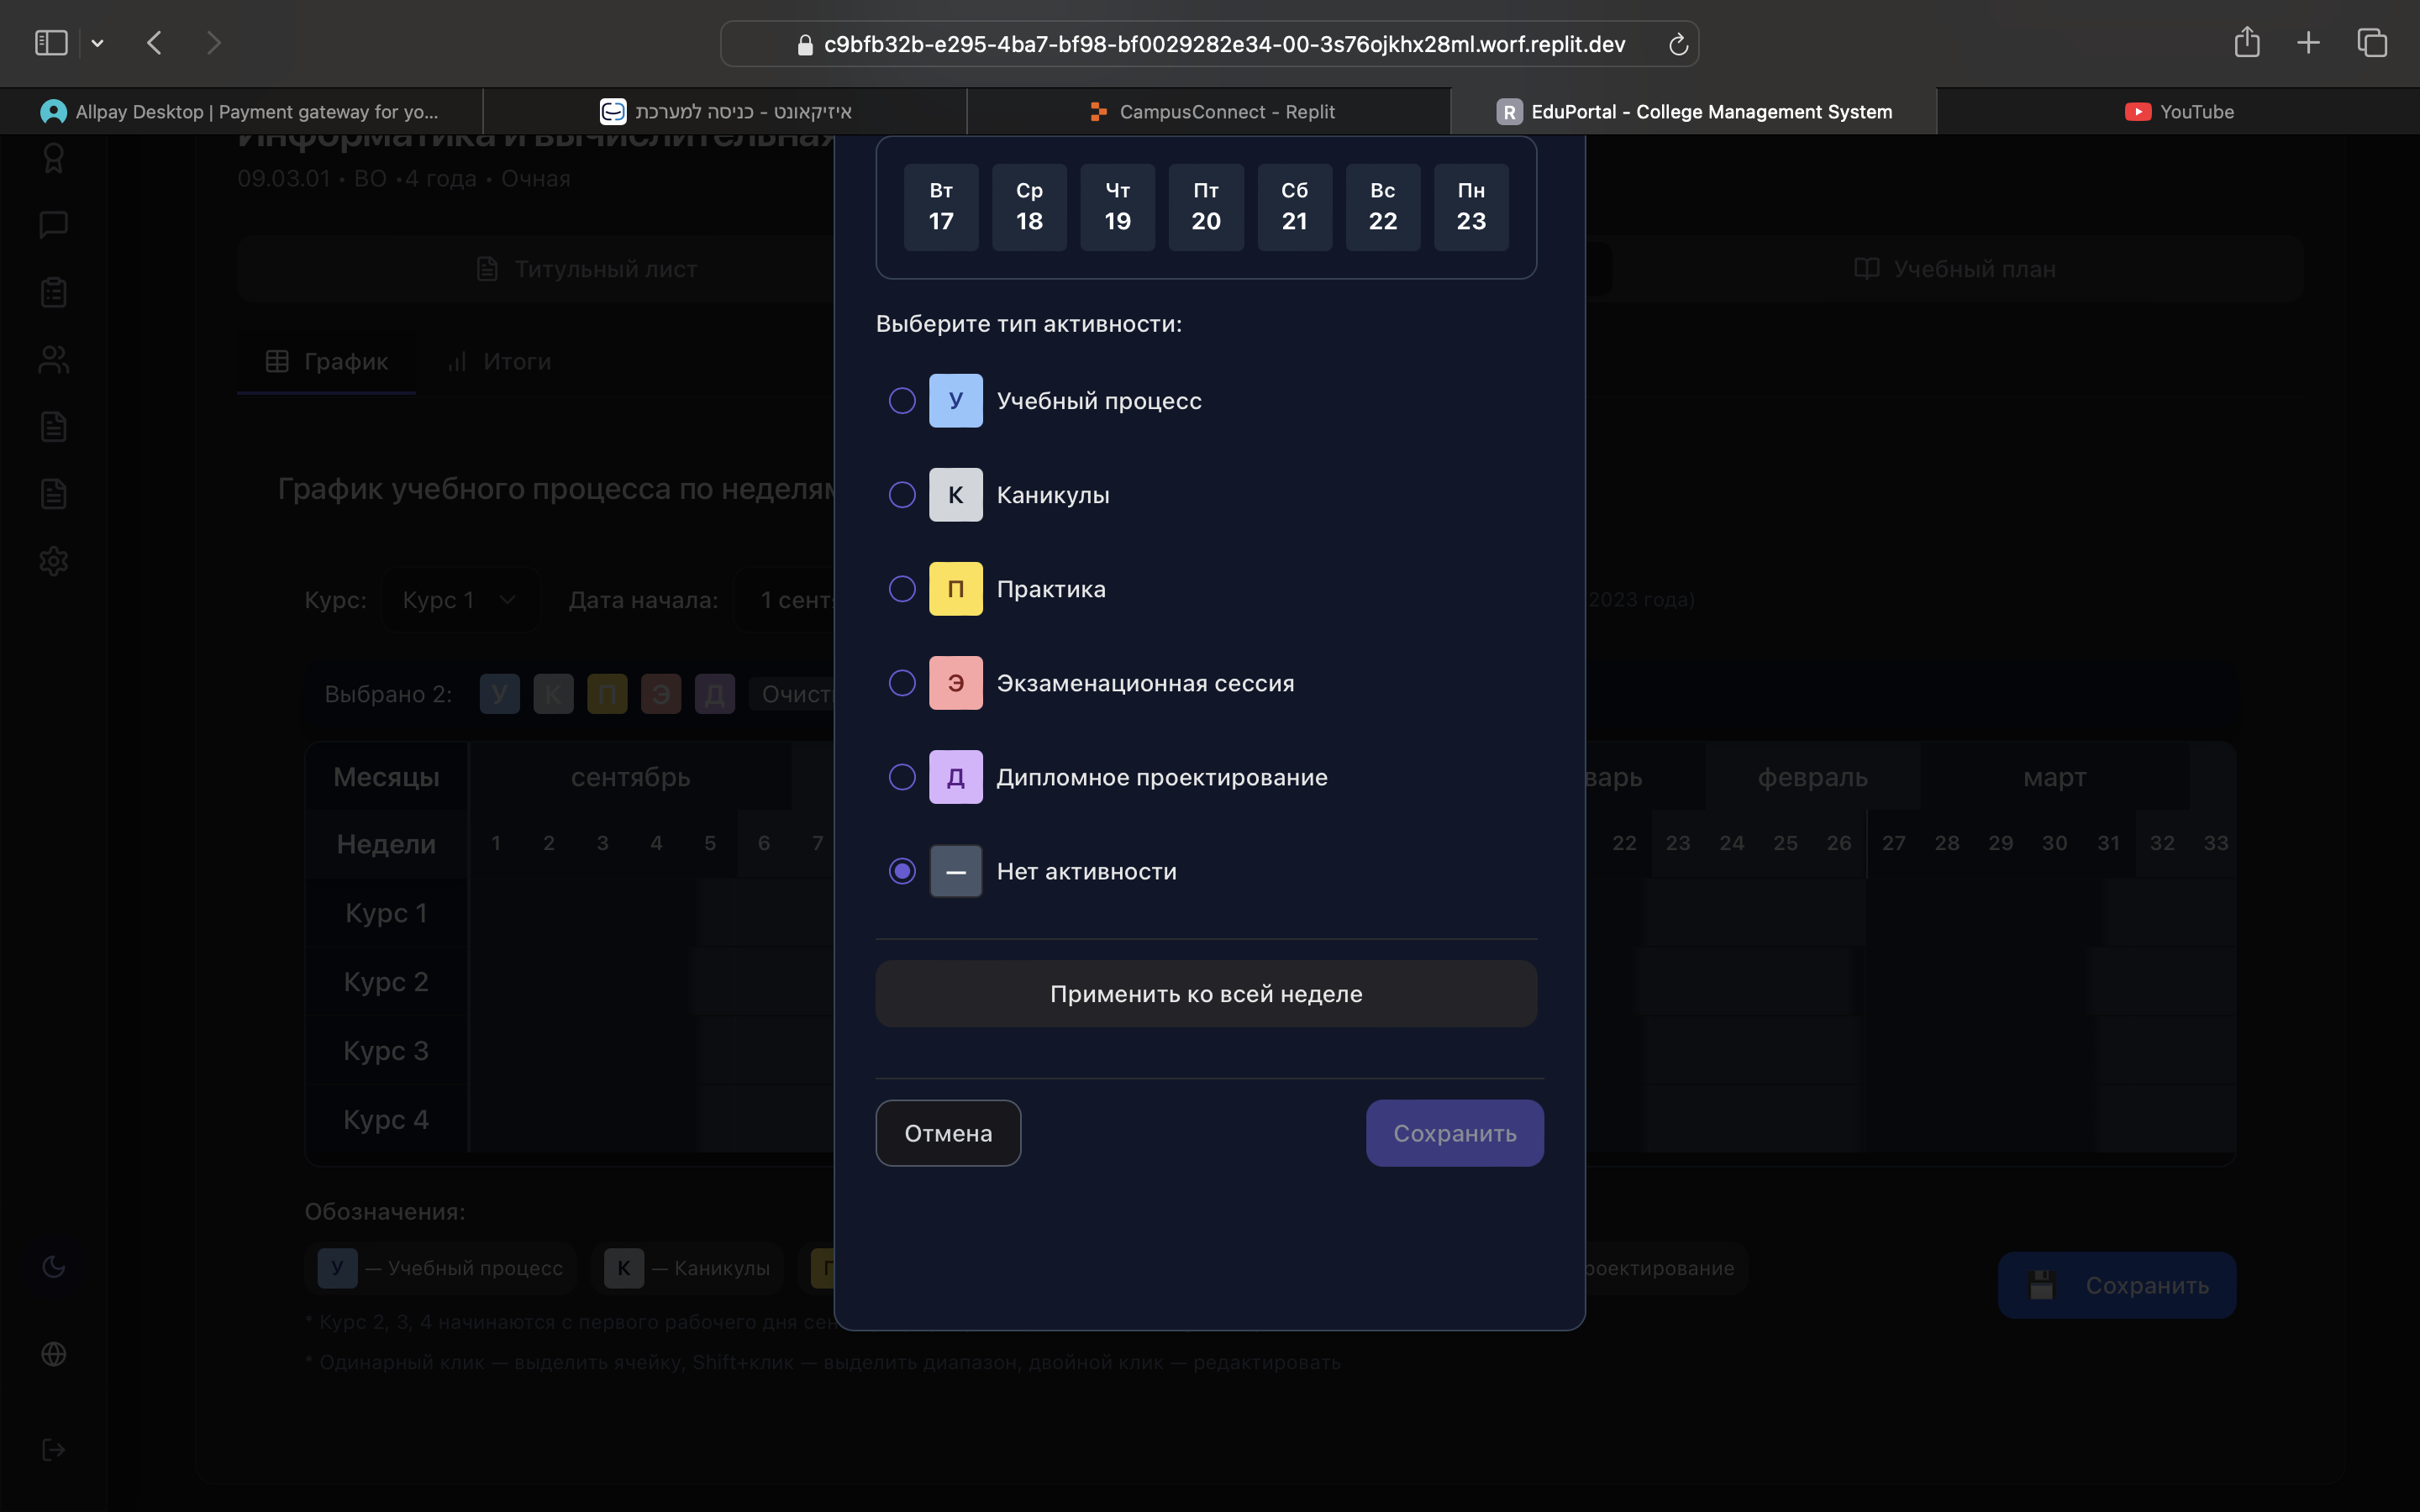 c9bfb32b-e295-4ba7-bf98-bf0029282e34-00-3s76ojkhx28ml.worf.replit.dev
Allpay Desktop | Payment gateway for yo...
איזיקאונט - כניסה למערכת
CampusConnect - Replit
R EduPortal - College Management System
YouTube
Информатика и вычислительная
09.03.01 • ВО •4 года • Очная
Титульный лист
Учебный план
График
Итоги
График учебного процесса по неделям
Курс: Курс 1 Дата начала: 1 сент
2023 года)
Выбрано 2: У К П Э Д
Месяцы сентябрь
февраль март
Недели 1 2 3 4 5 6 7
22 23 24 25 26 27 28 29 30 31 32 33
Курс 1
Курс 2
Курс 3
Курс 4
Обозначения:
У — Учебный процесс К — Каникулы
роектирование
Сохранить
* Курс 2, 3, 4 начинаются с первого рабочего дня сен
* Одинарный клик — выделить ячейку, Shift+клик — выделить диапазон, двойной клик — редактировать
Вт Ср Чт Пт Сб Вс Пн
17 18 19 20 21 22 23
Выберите тип активности:
У Учебный процесс
К Каникулы
П Практика
Э Экзаменационная сессия
Д Дипломное проектирование
— Нет активности
Применить ко всей неделе
Отмена
Сохранить